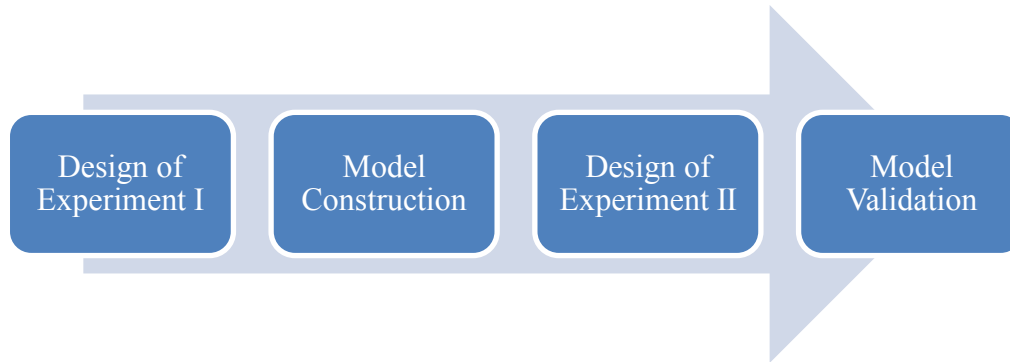 Design of
Experiment I
Model
Construction
Design of
Experiment II
Model
Validation